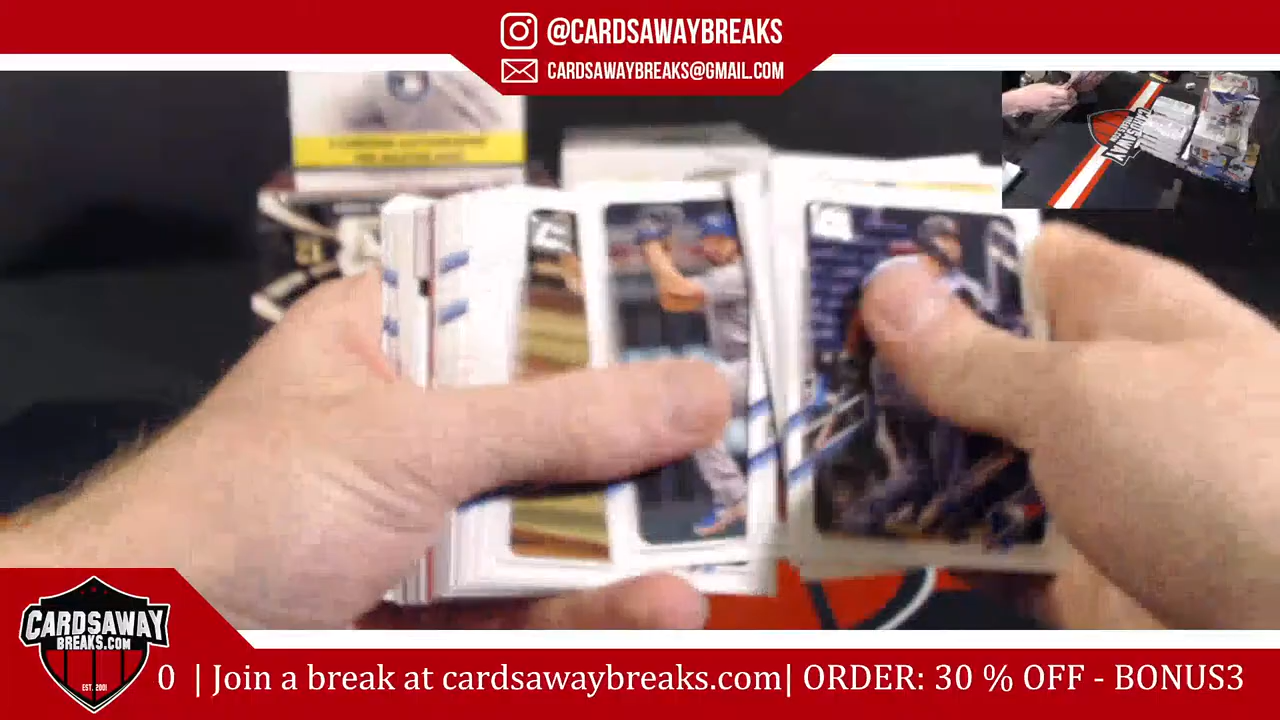 @CARDSAWAYBREAKS
CARDSAWAYBREAKS@GMAIL.COM
CARDSAWAY
CARDSAWAY
BREAKS.COM
EST. 2001
0 | Join a break at cardsawaybreaks.com| ORDER: 30 % OFF - BONUS3